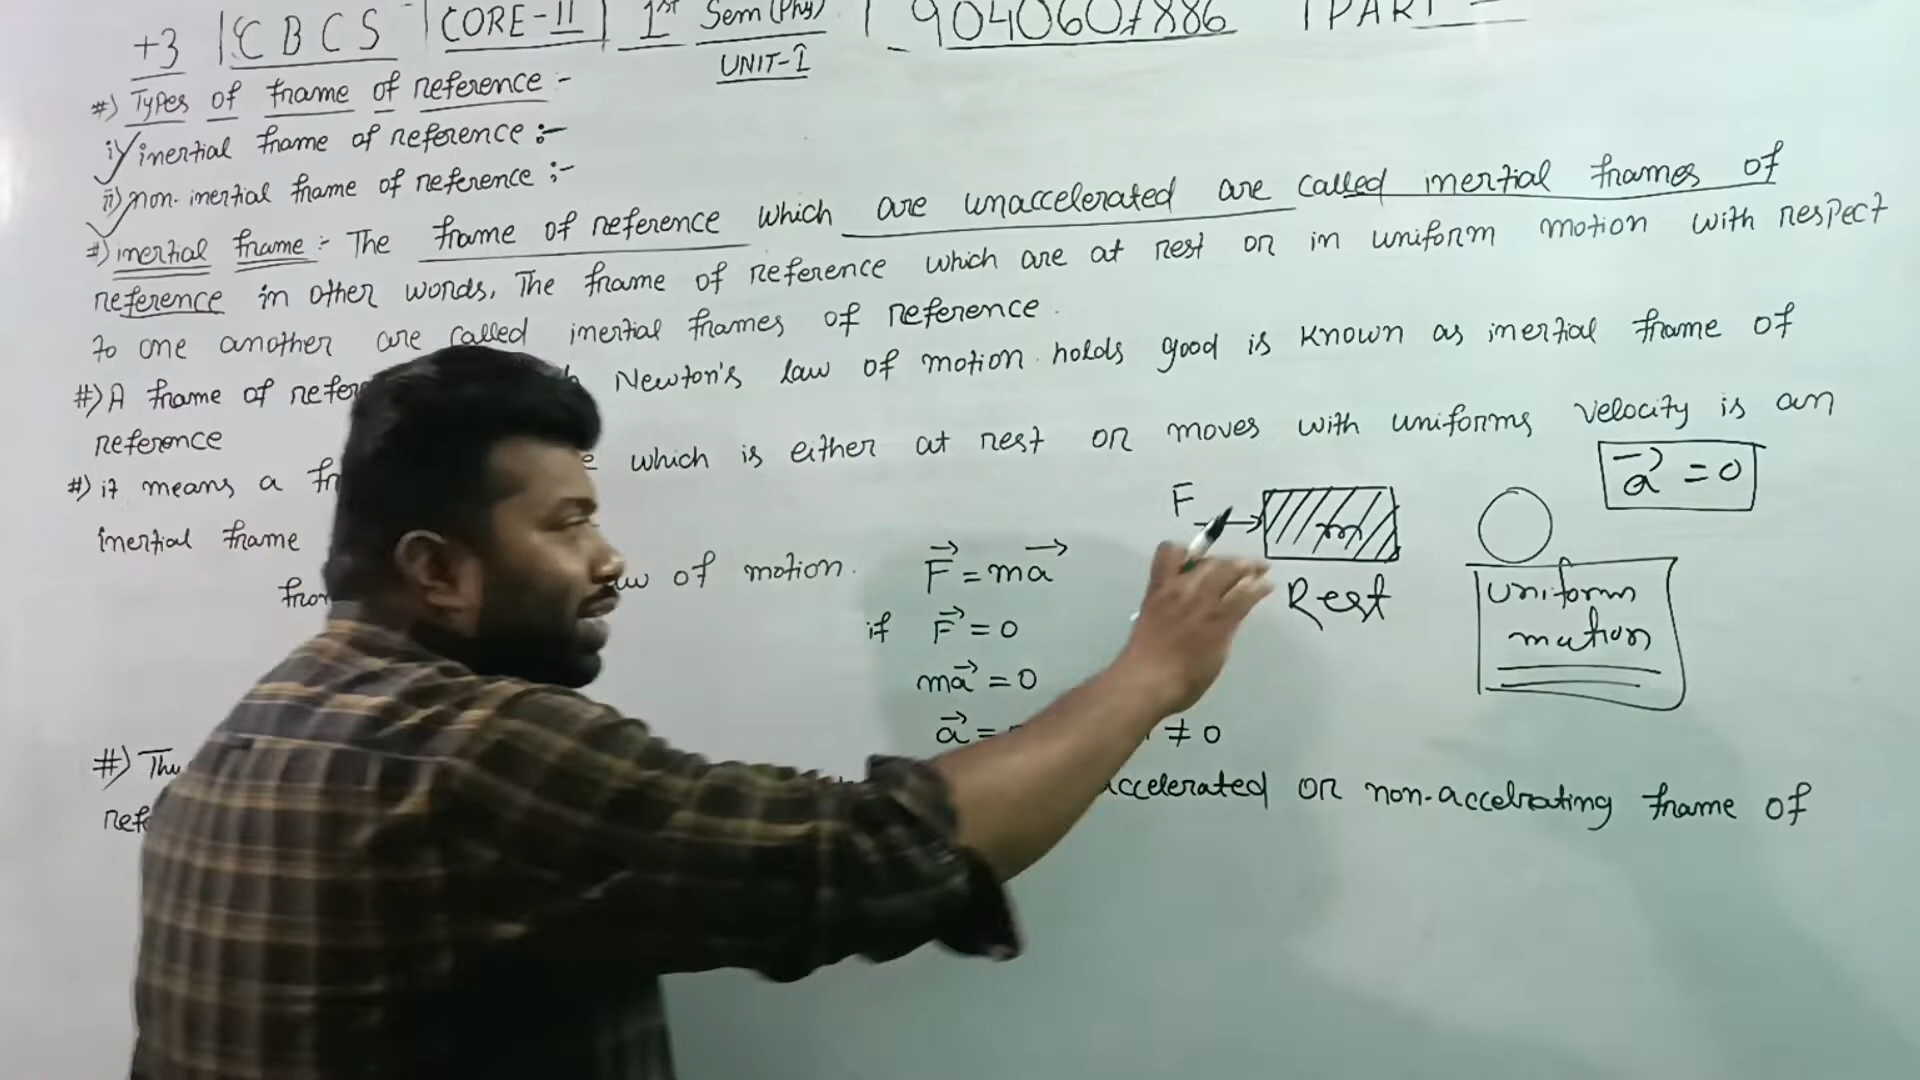 +3 | CBCS | CORE-II | 1st Sem (Phy) | 9040607886 | PART
UNIT-I
#) Types of frame of reference :-
i) inertial frame of reference :-
ii) non-inertial frame of reference :-
#) inertial frame :- The frame of reference which are unaccelerated are called inertial frames of
reference in other words, The frame of reference which are at rest or in uniform motion with respect
to one another are called inertial frames of reference.
#) A frame of Newton's law of motion holds good is known as inertial frame of
reference
#) it means a which is either at rest or moves with uniforms velocity is an
inertial frame
of motion. F = ma
if F = 0
ma = 0
a = ≠ 0
#)
accelerated or non-accelrating frame of
F
m
Rest
a = 0
uniform
motion